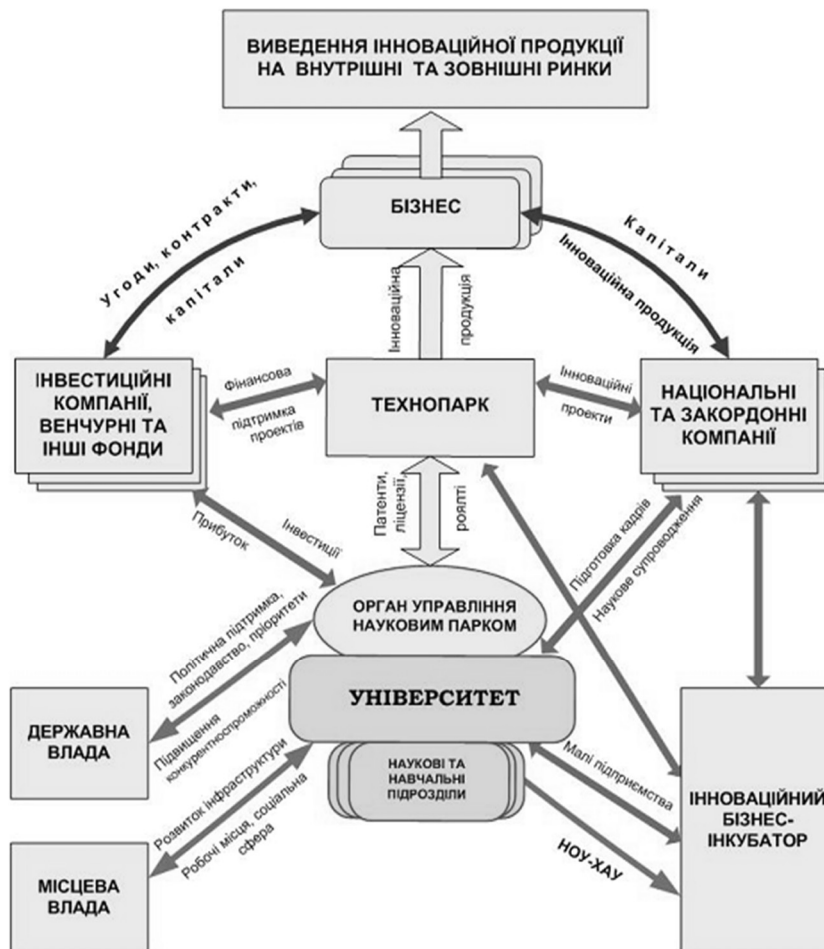 ВИВЕДЕННЯ ІННОВАЦІЙНОЇ ПРОДУКЦІЇ
НА ВНУТРІШНІ ТА ЗОВНІШНІ РИНКИ
БІЗНЕС
Угоди, контракти,
капітали
Капітали
Інноваційна продукція
Інноваційна
продукція
ІНВЕСТИЦІЙНІ
КОМПАНІЇ,
ВЕНЧУРНІ ТА
ІНШІ ФОНДИ
Фінансова
підтримка
проектів
ТЕХНОПАРК
Інноваційні
проекти
НАЦІОНАЛЬНІ
ТА ЗАКОРДОННІ
КОМПАНІЇ
Прибуток
Інвестиції
Патенти,
ліцензії,
роялті
Підготовка кадрів
Наукове супроводження
ОРГАН УПРАВЛІННЯ
НАУКОВИМ ПАРКОМ
УНІВЕРСИТЕТ
НАУКОВІ ТА
НАВЧАЛЬНІ
ПІДРОЗДІЛИ
Політична підтримка,
законодавство, пріоритети
Підвищення
конкурентноспроможності
ДЕРЖАВНА
ВЛАДА
Розвиток інфраструктури
Робочі місця, соціальна
сфера
МІСЦЕВА
ВЛАДА
Малі підприємства
НОУ-ХАУ
ІННОВАЦІЙНИЙ
БІЗНЕС-
ІНКУБАТОР